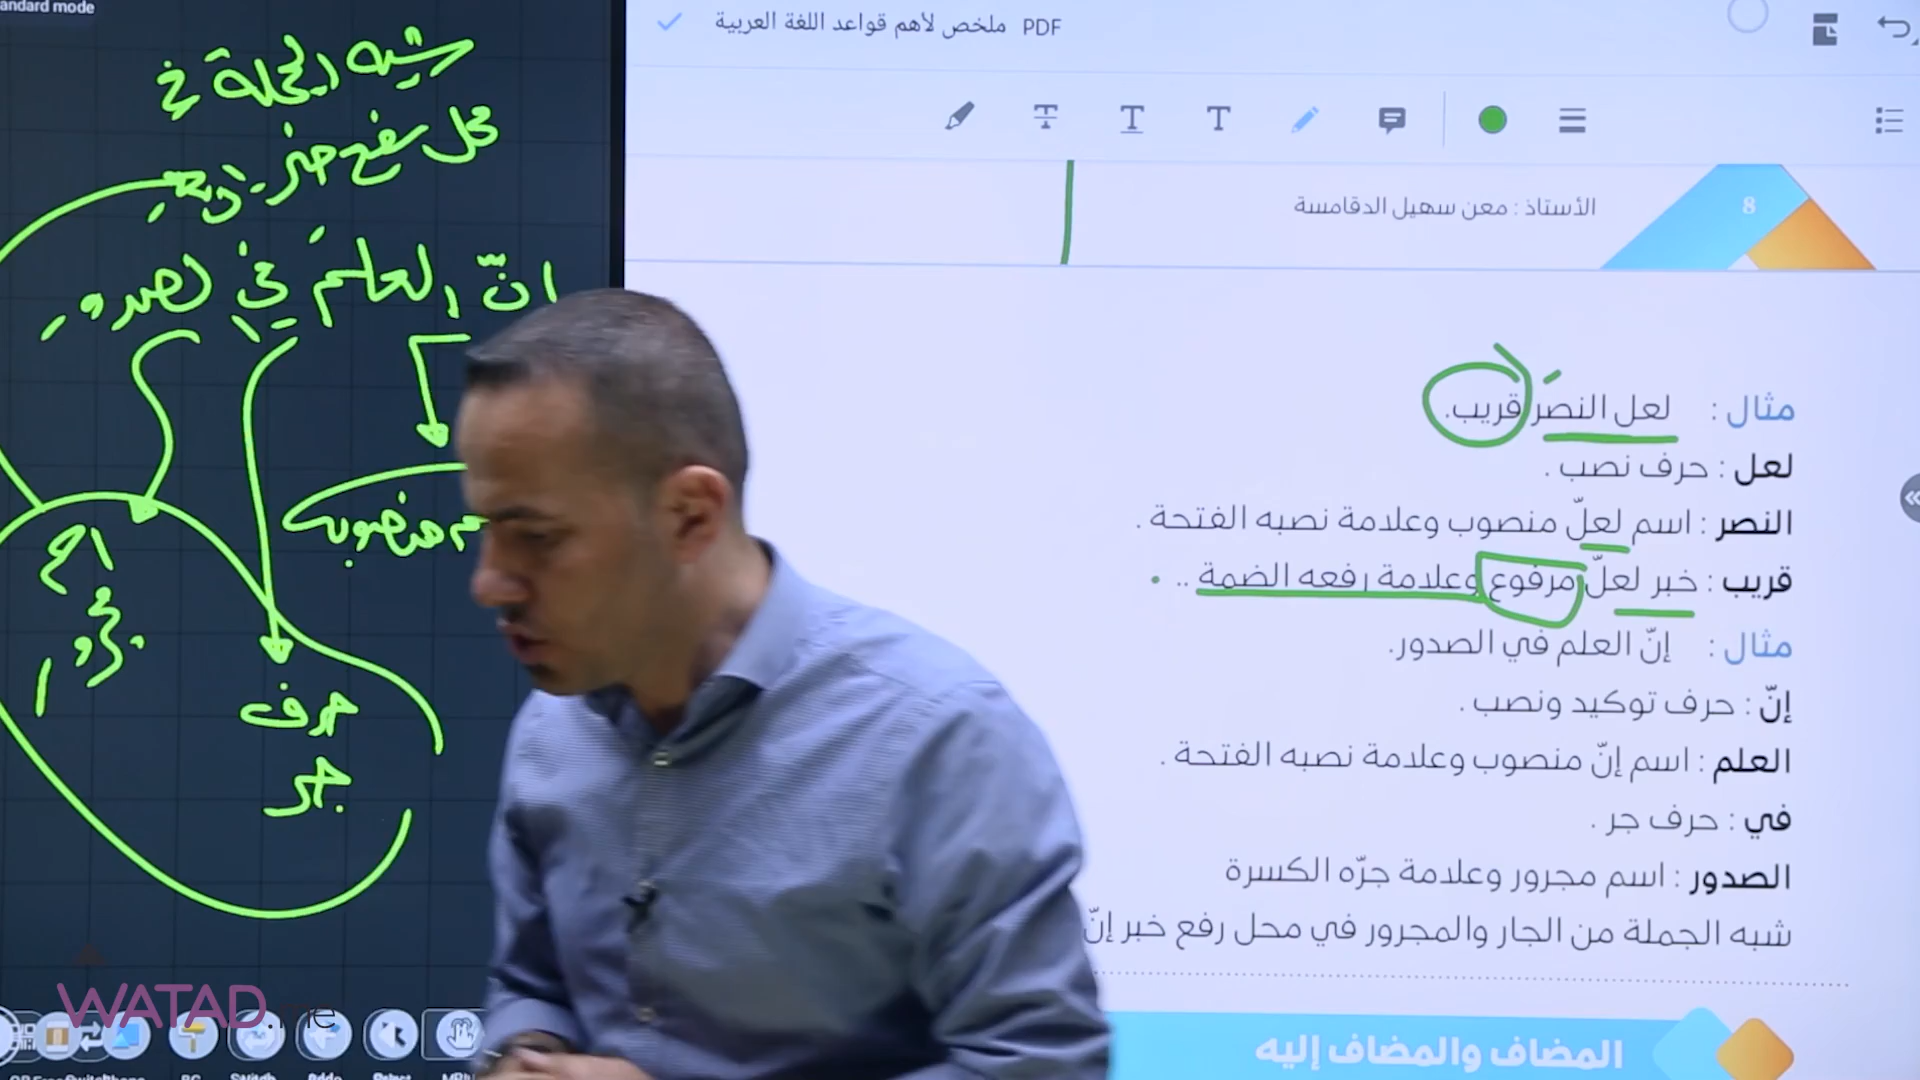 andard mode
شبه الجملة في
محل رفع خبر
إنّ العلمَ في الصدور
م منصوب
حرف
جر
اسم
مجرور
WATAD.me
ملخص لأهم قواعد اللغة العربية PDF
الأستاذ : معن سهيل الدقامسة
8
مثال : لعل النصرَ قريب.
لعل : حرف نصب .
النصر : اسم لعلّ منصوب وعلامة نصبه الفتحة .
قريب : خبر لعلّ مرفوع وعلامة رفعه الضمة ..
مثال : إنّ العلم في الصدور.
إنّ : حرف توكيد ونصب .
العلم : اسم إنّ منصوب وعلامة نصبه الفتحة .
في : حرف جر .
الصدور : اسم مجرور وعلامة جرّه الكسرة
شبه الجملة من الجار والمجرور في محل رفع خبر إنّ
المضاف والمضاف إليه